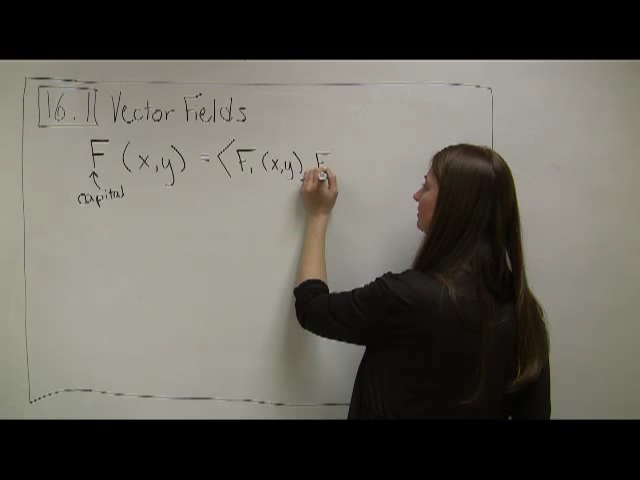 16.1 Vector Fields
F (x,y) = ⟨F₁(x,y), F
capital